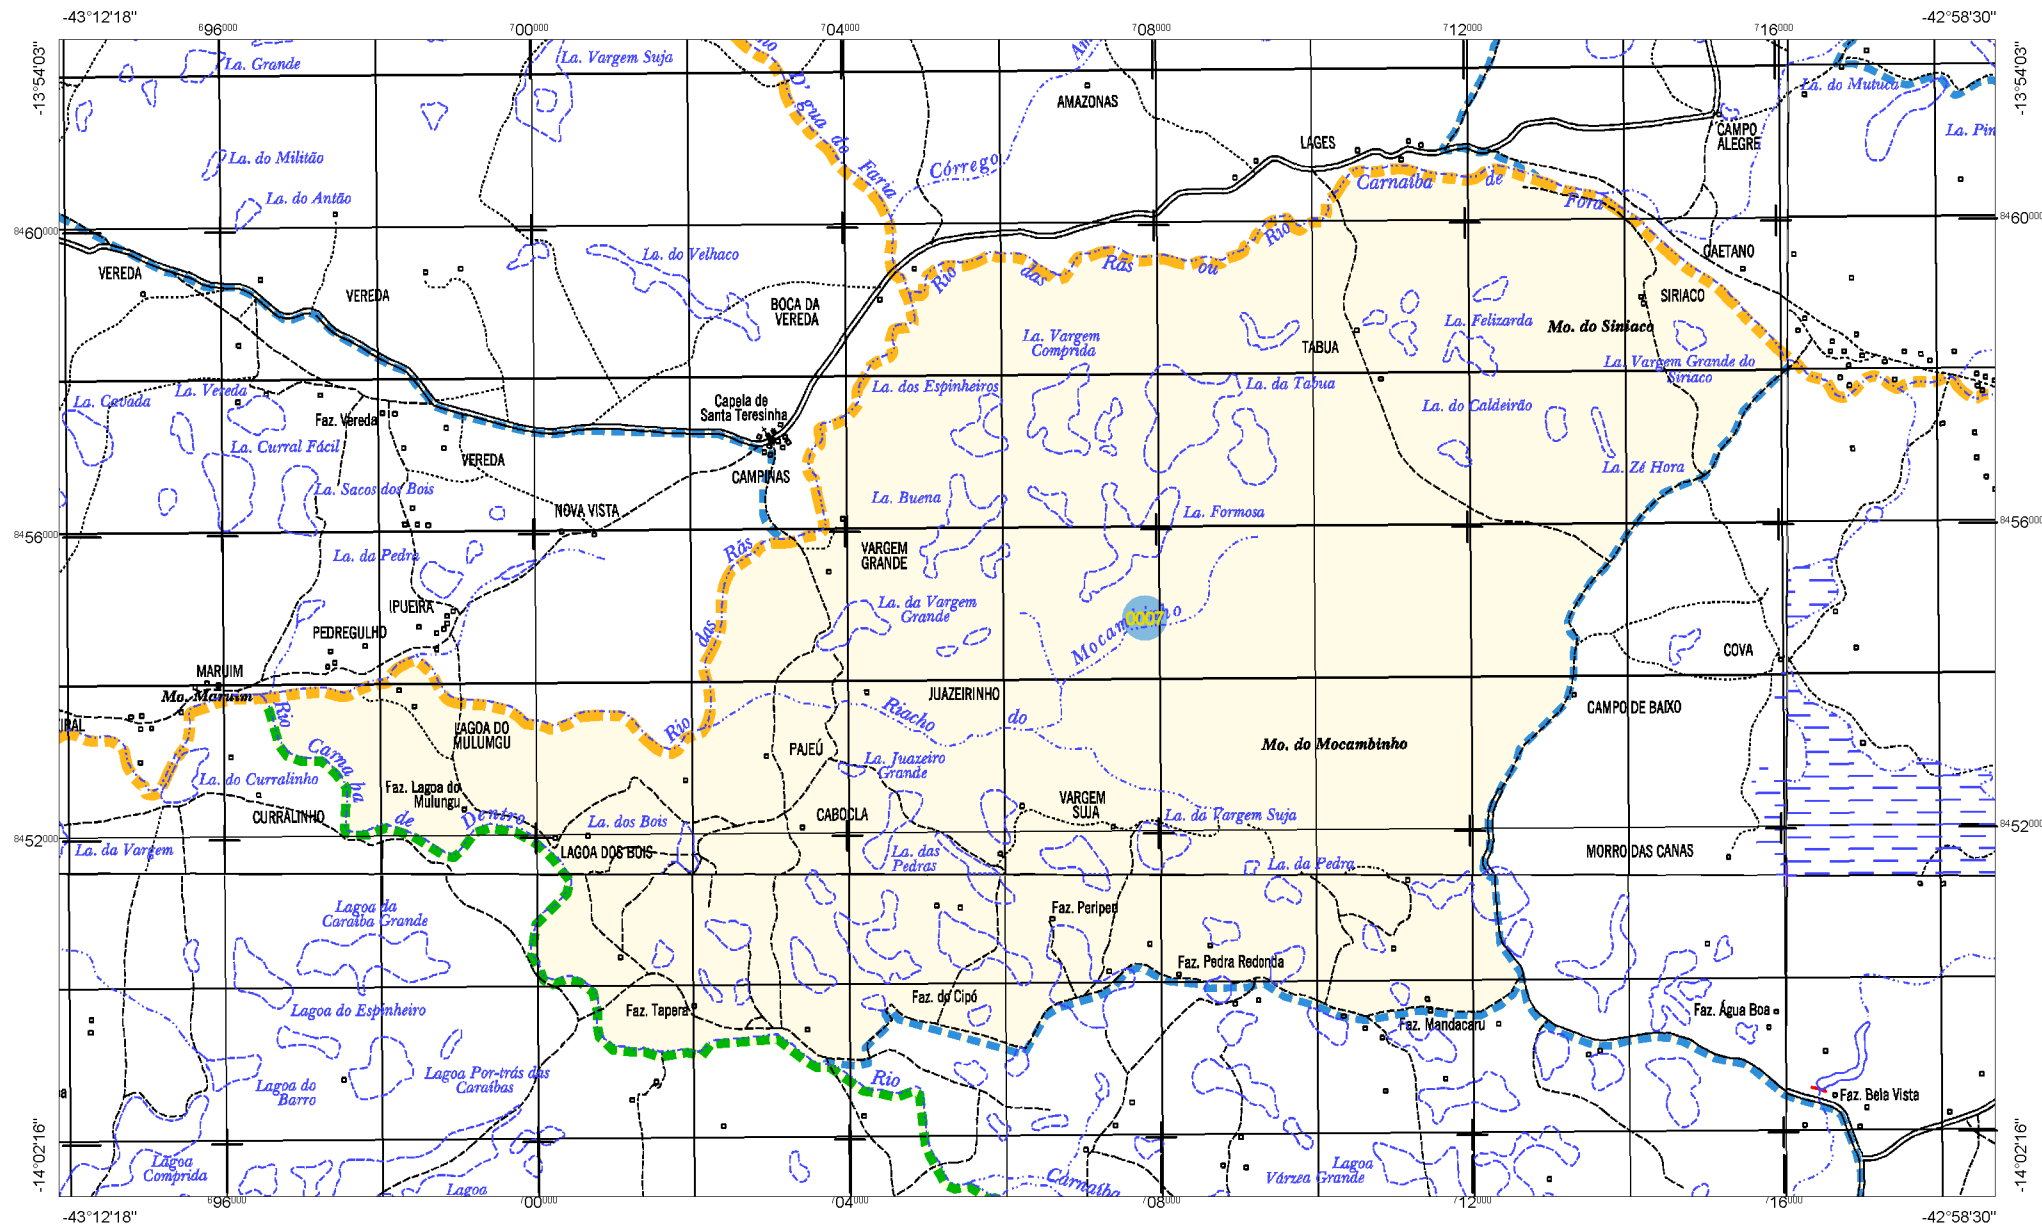 -43°12'18"
-42°58'30"
696000
700000
704000
708000
712000
716000
-13°54'03"
-13°54'03"
La. Grande
La. Vargem Suja
D' gua do Faria
AMAZONAS
La. do Mutuca
CAMPO
ALEGRE
La. Pin
LAGES
La. do Militão
Córrego
Carnaíba de Fora
La. do Antão
8460000
8460000
VEREDA
VEREDA
La. do Velhaco
BOCA DA
VEREDA
Rio das Rãs ou Rio
GAETANO
SIRIACO
Mo. do Siriaco
La. Felizarda
La. Vargem
Comprida
TABUA
La. Vargem Grande do
Siriaco
La. Vereda
La. Cavada
Faz. Vereda
Capela de
Santa Teresinha
La. dos Espinheiros
La. da Tabua
La. do Caldeirão
La. Curral Fácil
VEREDA
CAMPINAS
La. Zé Hora
La. Sacos dos Bois
NOVA VISTA
La. Buena
La. Formosa
8456000
8456000
La. da Pedra
Rãs
VARGEM
GRANDE
IPUEIRA
PEDREGULHO
La. da Vargem
Grande
0007
Mocambinho
das
COVA
MARUIM
Mo. Maruim
JUAZEIRINHO
CAMPO DE BAIXO
Rio
Rio
Riacho do
LAGOA DO
MULUNGU
PAJEÚ
Mo. do Mocambinho
Carnaíba
La. do Curralinho
La. Juazeiro
Grande
Faz. Lagoa do
Mulungu
CURRALINHO
de Dentro
La. dos Bois
CABOCLA
VARGEM
SUJA
La. da Vargem Suja
8452000
8452000
La. da Vargem
LAGOA DOS BOIS
La. das
Pedras
La. da Pedra
MORRO DAS CANAS
Lagoa da
Caraíba Grande
Faz. Periperi
Faz. Pedra Redonda
Faz. do Cipó
Lagoa do Espinheiro
Faz. Tapera
Faz. Mandacaru
Faz. Água Boa
Lagoa do
Barro
Lagoa Por-trás das
Caraíbas
Rio
Faz. Bela Vista
Lagoa
Comprida
Lagoa
Carnaíba
Lagoa
Várzea Grande
-14°02'16"
-14°02'16"
696000
700000
704000
708000
712000
716000
-43°12'18"
-42°58'30"